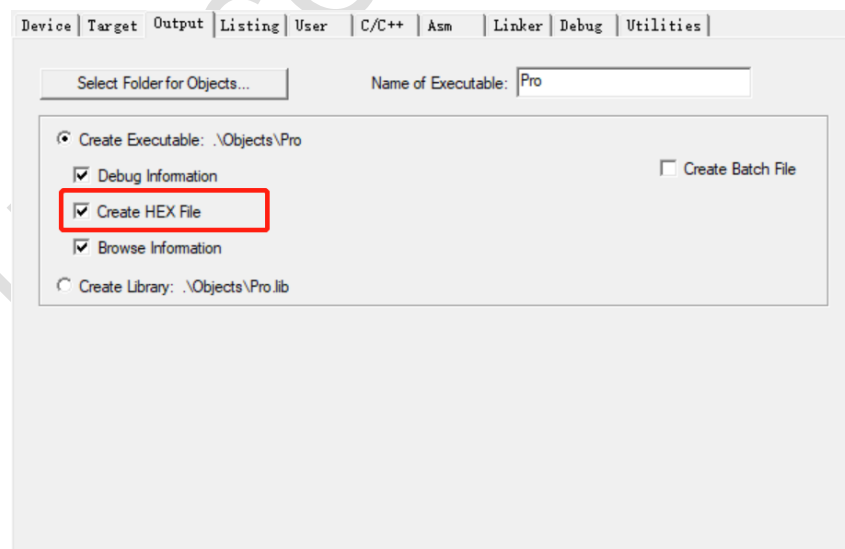 Device Target Output Listing User C/C++ Asm Linker Debug Utilities
Select Folder for Objects... Name of Executable: Pro
Create Executable: .\Objects\Pro
Debug Information Create Batch File
Create HEX File
Browse Information
Create Library: .\Objects\Pro.lib